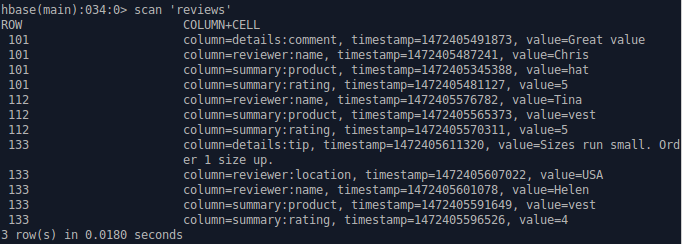 hbase(main):034:0> scan 'reviews'
ROW COLUMN+CELL
101 column=details:comment, timestamp=1472405491873, value=Great value
101 column=reviewer:name, timestamp=1472405487241, value=Chris
101 column=summary:product, timestamp=1472405345388, value=hat
101 column=summary:rating, timestamp=1472405481127, value=5
112 column=reviewer:name, timestamp=1472405576782, value=Tina
112 column=summary:product, timestamp=1472405565373, value=vest
112 column=summary:rating, timestamp=1472405570311, value=5
133 column=details:tip, timestamp=1472405611320, value=Sizes run small. Ord
er 1 size up.
133 column=reviewer:location, timestamp=1472405607022, value=USA
133 column=reviewer:name, timestamp=1472405601078, value=Helen
133 column=summary:product, timestamp=1472405591649, value=vest
133 column=summary:rating, timestamp=1472405596526, value=4
3 row(s) in 0.0180 seconds